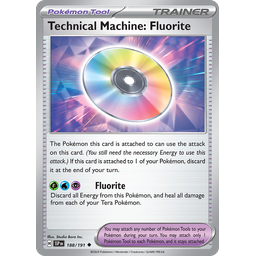 Pokémon Tool
TRAINER
Technical Machine: Fluorite
Illus. Studio Bora Inc.
The Pokémon this card is attached to can use the attack
on this card. (You still need the necessary Energy to use this
attack.) If this card is attached to 1 of your Pokémon, discard
it at the end of your turn.
Fluorite
Discard all Energy from this Pokémon, and heal all damage
from each of your Tera Pokémon.
You may attach any number of Pokémon Tools to your
Pokémon during your turn. You may attach only 1
Pokémon Tool to each Pokémon, and it stays attached.
188/191